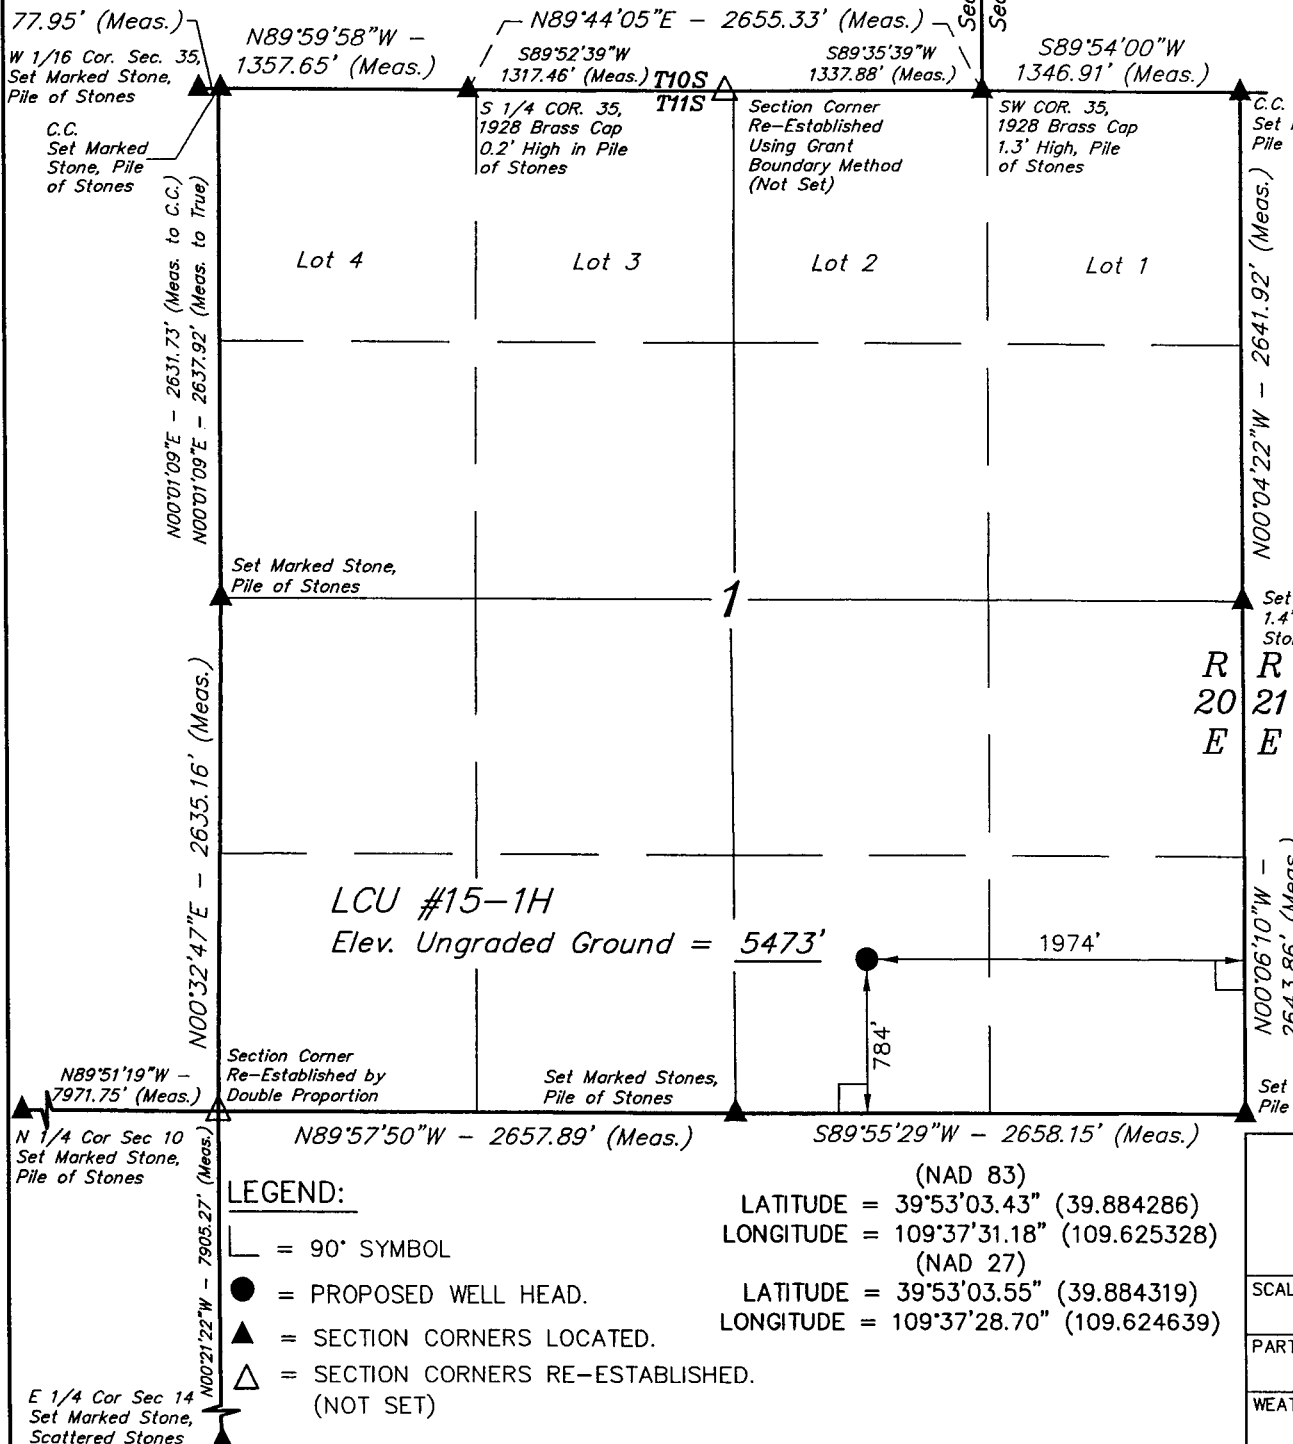 77.95' (Meas.)
N89°59'58"W –
1357.65' (Meas.)
N89°44'05"E – 2655.33' (Meas.)
S89°52'39"W
1317.46' (Meas.)
S89°35'39"W
1337.88' (Meas.)
S89°54'00"W
1346.91' (Meas.)
W 1/16 Cor. Sec. 35,
Set Marked Stone,
Pile of Stones
C.C.
Set Marked
Stone, Pile
of Stones
T10S
T11S
S 1/4 COR. 35,
1928 Brass Cap
0.2' High in Pile
of Stones
Section Corner
Re-Established
Using Grant
Boundary Method
(Not Set)
SW COR. 35,
1928 Brass Cap
1.3' High, Pile
of Stones
C.C.
Set
Pile
N00°01'09"E – 2631.73' (Meas. to C.C.)
N00°01'09"E – 2637.92' (Meas. to True)
Lot 4
Lot 3
Lot 2
Lot 1
N00°04'22"W – 2641.92' (Meas.)
Set Marked Stone,
Pile of Stones
1
Set
1.4'
R R
20 21
E E
N00°32'47"E – 2635.16' (Meas.)
N00°06'10"W –
2643.86' (Meas.)
LCU #15-1H
Elev. Ungraded Ground = 5473'
1974'
784'
N89°51'19"W –
7971.75' (Meas.)
Section Corner
Re-Established by
Double Proportion
Set Marked Stones,
Pile of Stones
Set
Pile
N 1/4 Cor Sec 10
Set Marked Stone,
Pile of Stones
N89°57'50"W – 2657.89' (Meas.)
S89°55'29"W – 2658.15' (Meas.)
N00°21'22"W – 7905.27' (Meas.)
LEGEND:
= 90° SYMBOL
= PROPOSED WELL HEAD.
= SECTION CORNERS LOCATED.
= SECTION CORNERS RE-ESTABLISHED.
(NOT SET)
(NAD 83)
LATITUDE = 39°53'03.43" (39.884286)
LONGITUDE = 109°37'31.18" (109.625328)
(NAD 27)
LATITUDE = 39°53'03.55" (39.884319)
LONGITUDE = 109°37'28.70" (109.624639)
E 1/4 Cor Sec 14
Set Marked Stone,
Scattered Stones